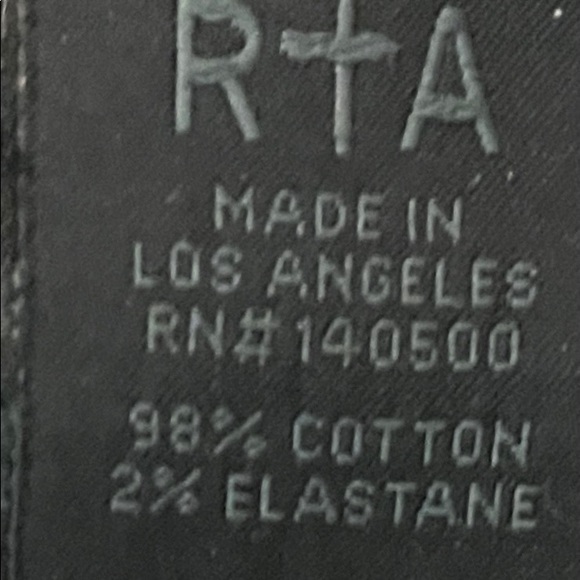 R†A
MADE IN
LOS ANGELES
RN# 140500
98% COTTON
2% ELASTANE